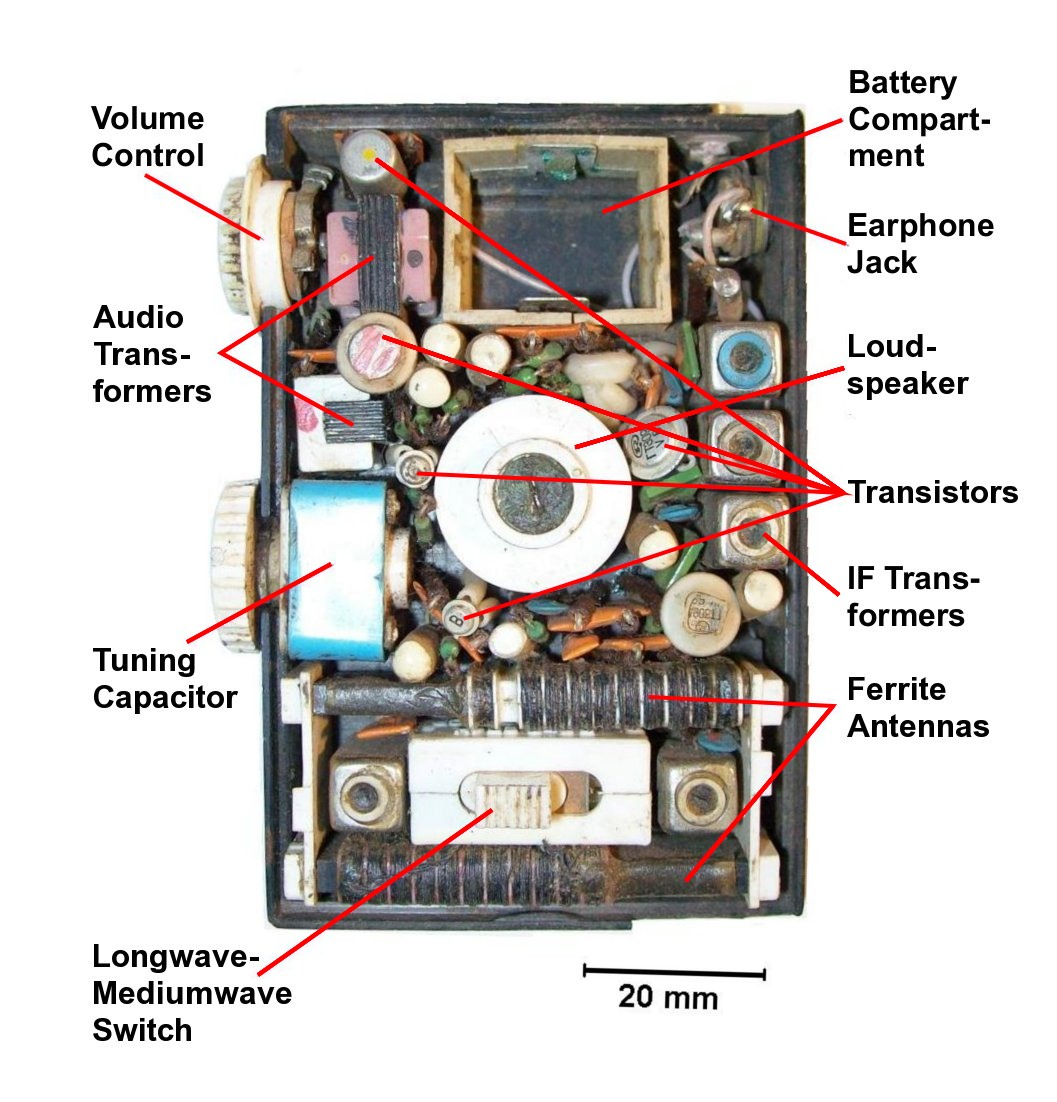 Volume
Control
Battery
Compart-
ment
Earphone
Jack
Audio
Trans-
formers
Loud-
speaker
Transistors
IF Trans-
formers
Tuning
Capacitor
Ferrite
Antennas
B
Longwave-
Mediumwave
Switch
20 mm